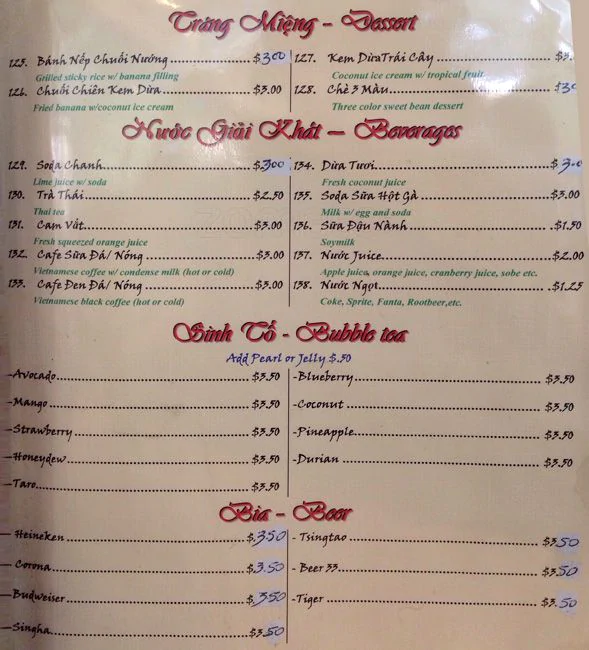 Tráng Miệng - Dessert
125. Bánh Nếp Chuối Nướng $3.00
Grilled sticky rice w/ banana filling
126. Chuối Chiên Kem Dừa $3.00
Fried banana w/coconut ice cream
127. Kem Dừa Trái Cây $3.
Coconut ice cream w/ tropical fruit
128. Chè 3 Màu $3
Three color sweet bean dessert
Nước Giải Khát - Beverages
129. Soda Chanh $3.00
Lime juice w/ soda
130. Trà Thái $2.50
Thai tea
131. Cam Vắt $3.00
Fresh squeezed orange juice
132. Cafe Sữa Đá/ Nóng $3.00
Vietnamese coffee w/ condense milk (hot or cold)
133. Cafe Đen Đá/ Nóng $3.00
Vietnamese black coffee (hot or cold)
134. Dừa Tươi $3.
Fresh coconut juice
135. Soda Sữa Hột Gà $3.00
Milk w/ egg and soda
136. Sữa Đậu Nành $1.50
Soymilk
137. Nước Juice $2.00
Apple juice, orange juice, cranberry juice, sobe etc.
138. Nước Ngọt $1.25
Coke, Sprite, Fanta, Rootbeer,etc.
Sinh Tố - Bubble tea
Add Pearl or Jelly $.50
-Avocado $3.50
-Mango $3.50
-Strawberry $3.50
-Honeydew $3.50
-Taro $3.50
-Blueberry $3.50
-Coconut $3.50
-Pineapple $3.50
-Durian $3.50
Bia - Beer
- Heineken $3.50
- Corona $3.50
-Budweiser $3.50
-Singha $3.50
- Tsingtao $3.50
- Beer 33 $3.50
-Tiger $3.50